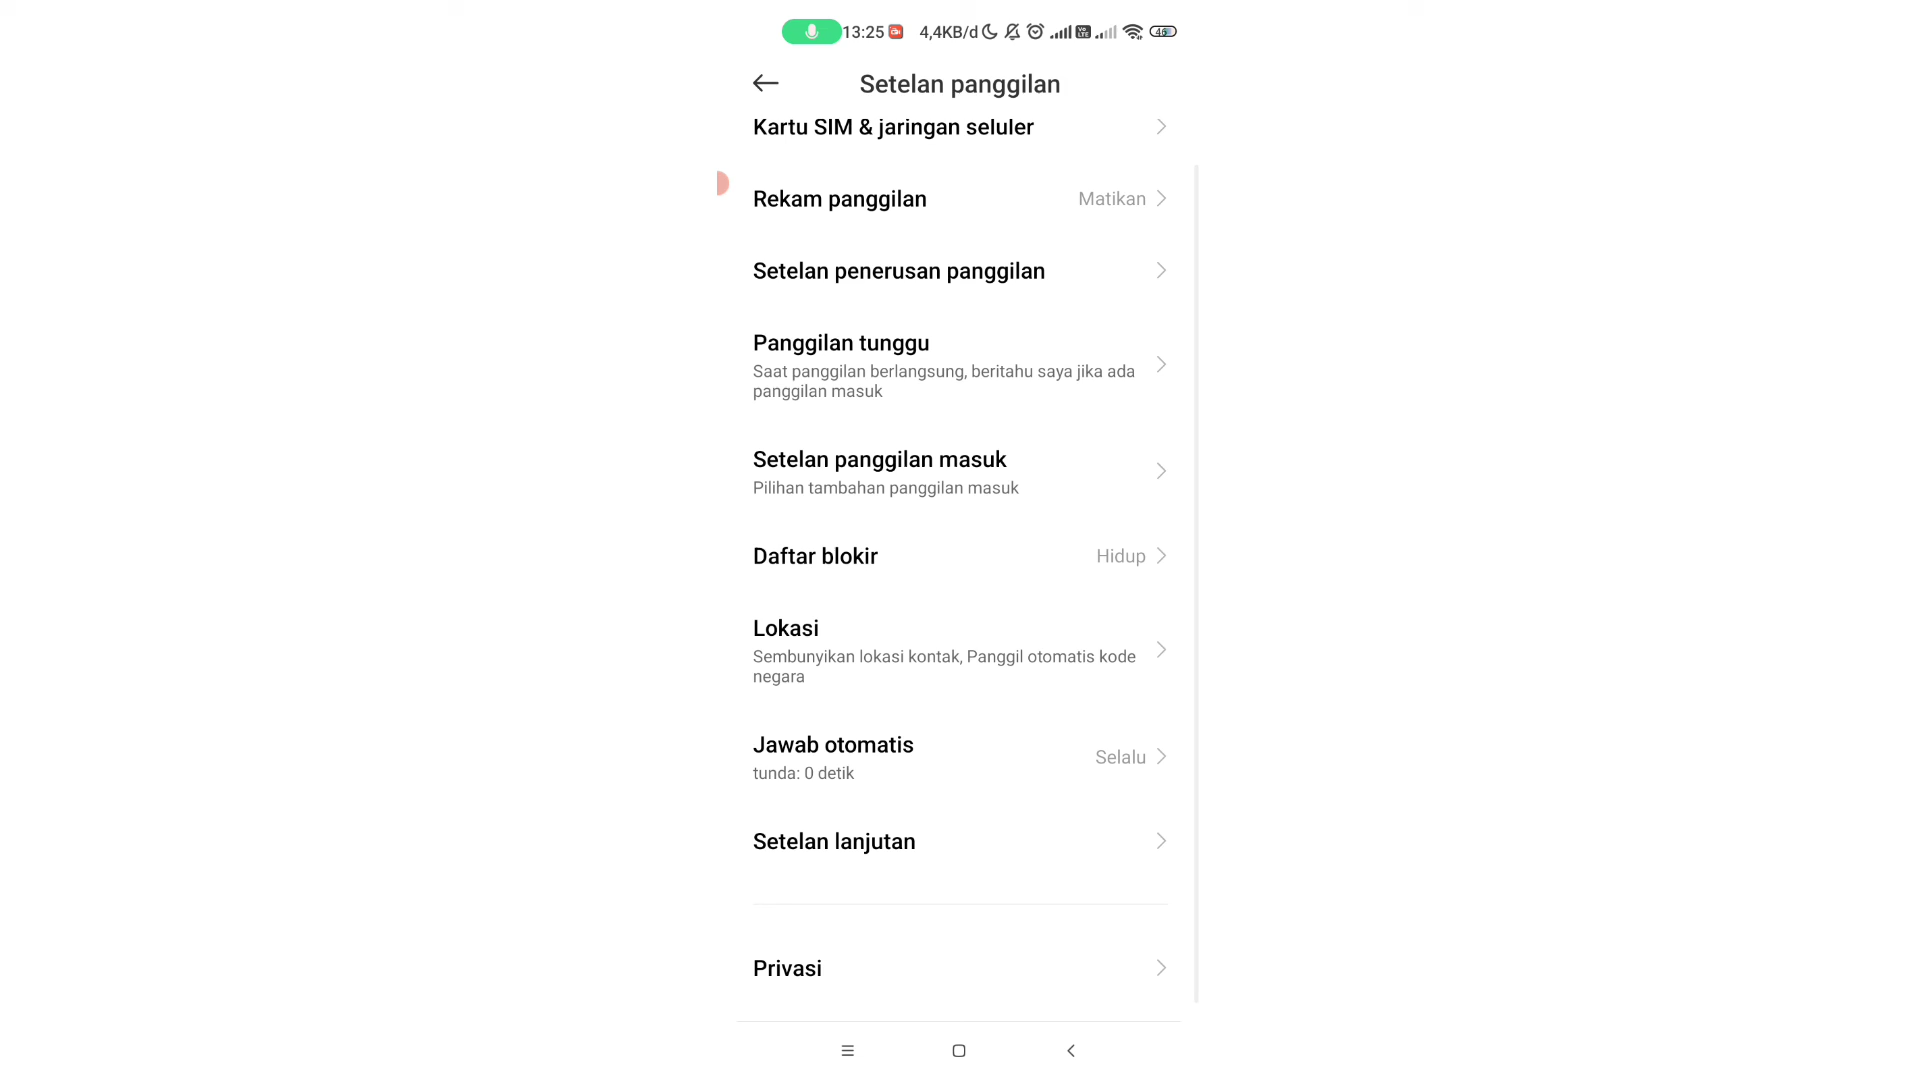 13:25 4,4KB/d 46
Setelan panggilan
Kartu SIM & jaringan seluler
Rekam panggilan Matikan
Setelan penerusan panggilan
Panggilan tunggu
Saat panggilan berlangsung, beritahu saya jika ada
panggilan masuk
Setelan panggilan masuk
Pilihan tambahan panggilan masuk
Daftar blokir Hidup
Lokasi
Sembunyikan lokasi kontak, Panggil otomatis kode
negara
Jawab otomatis Selalu
tunda: 0 detik
Setelan lanjutan
Privasi